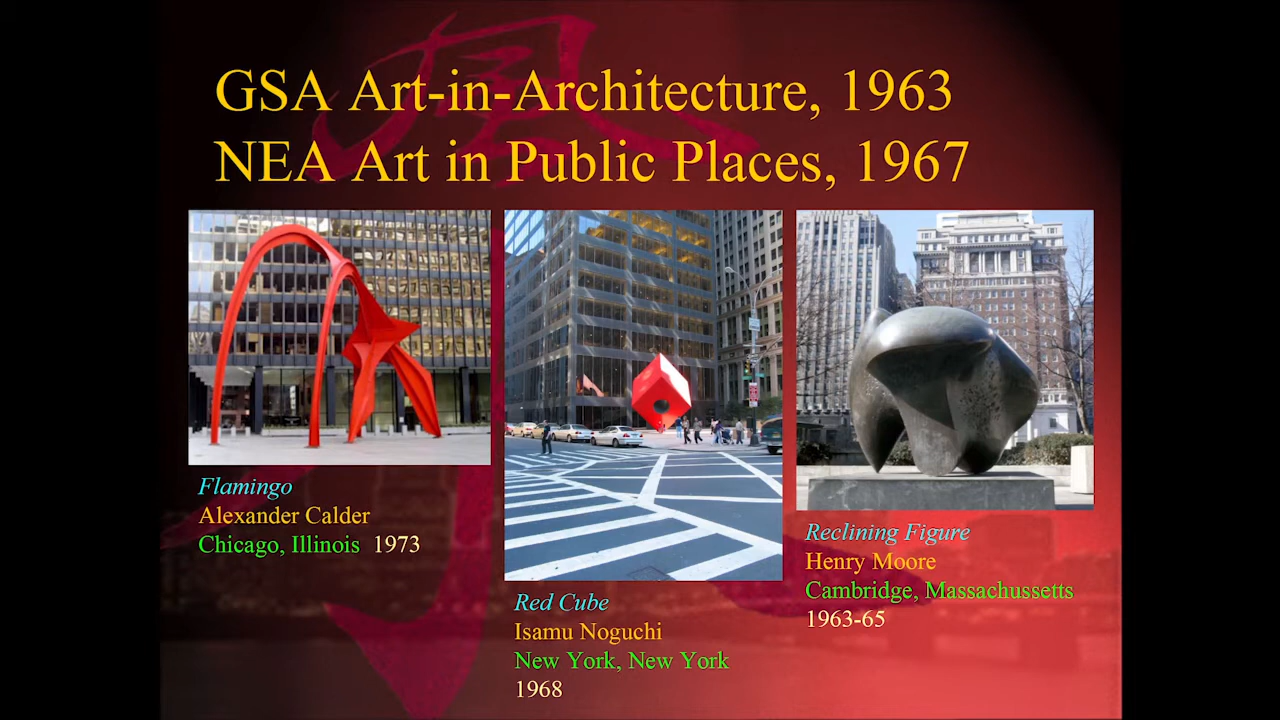 GSA Art-in-Architecture, 1963
NEA Art in Public Places, 1967
Flamingo
Alexander Calder
Chicago, Illinois 1973
Red Cube
Isamu Noguchi
New York, New York
1968
Reclining Figure
Henry Moore
Cambridge, Massachussetts
1963-65